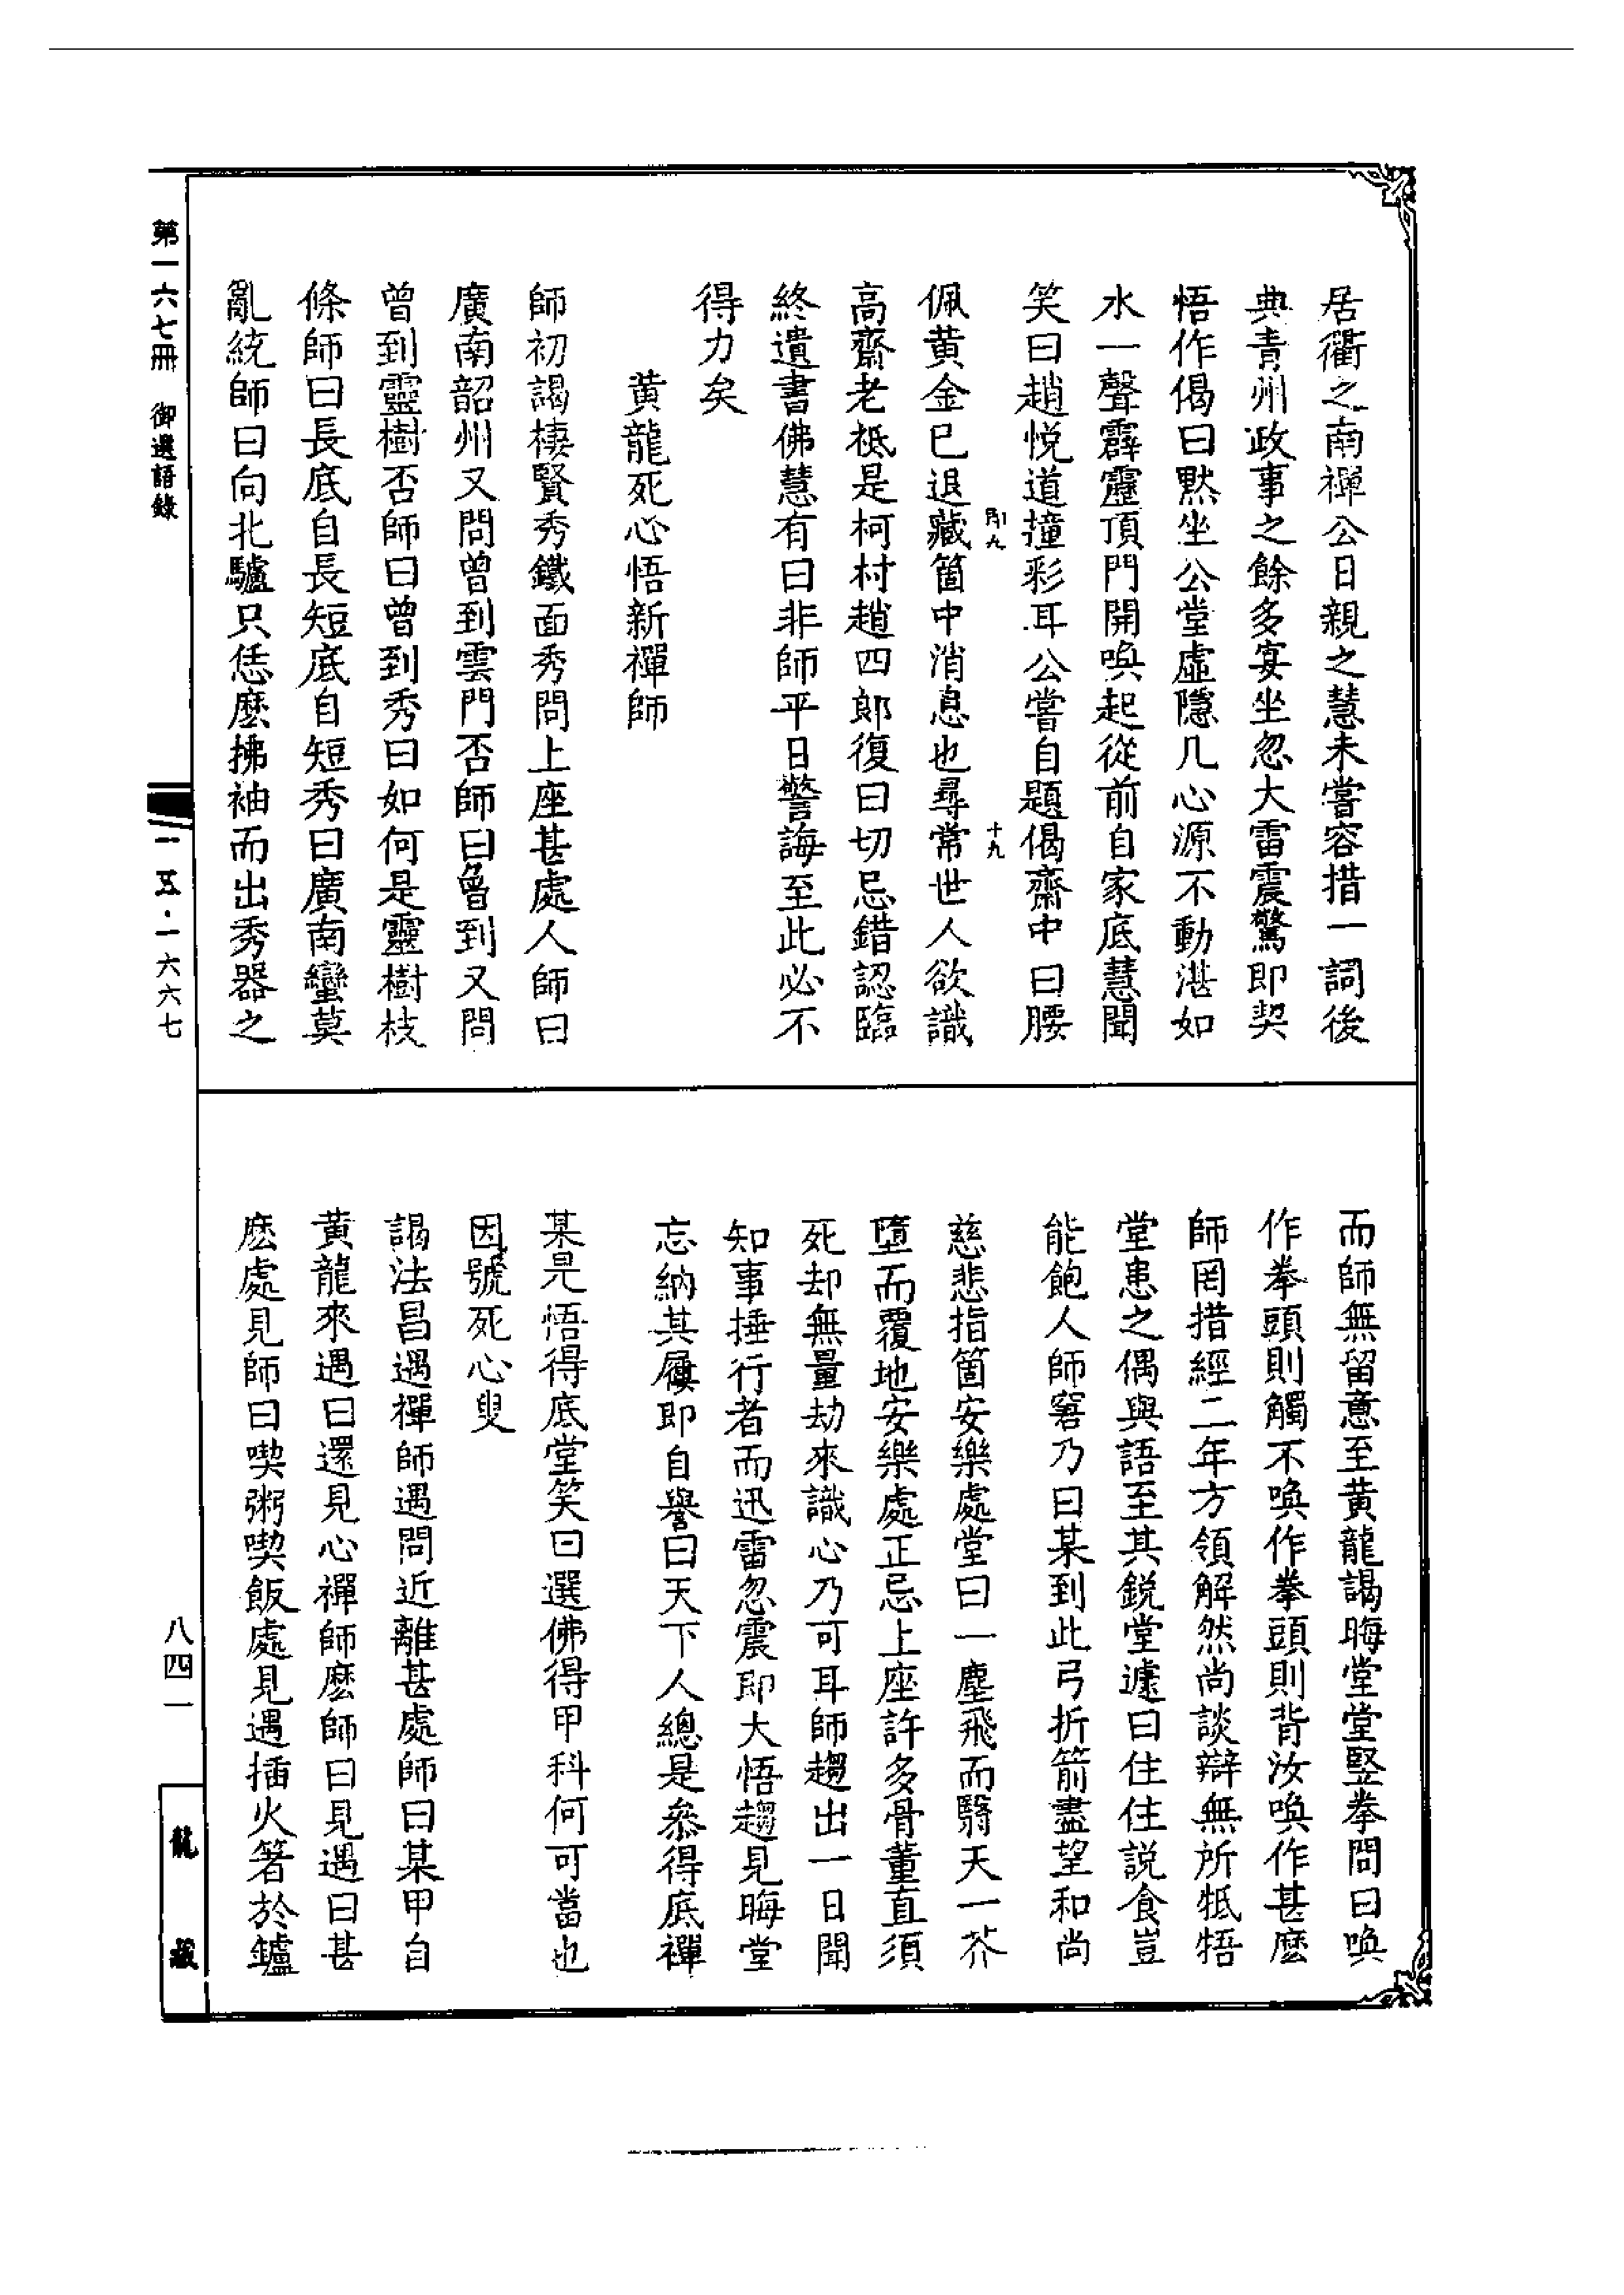 居衢之南禪公日親之慧未嘗容措一詞後
典青州政事之餘多宴坐忽大雷震驚即契
悟作偈曰黙坐公堂虛隱几心源不動湛如
水一聲霹靂頂門開喚起從前自家底慧聞
笑曰趙悅道撞彩耳公嘗自題偈齋中曰腰
十九
佩黃金已退藏箇中消息也尋常世人欲識
高齋老祗是柯村趙四郎復曰切忌錯認臨
終遺書佛慧有曰非師平日警誨至此必不
得力矣
黃龍死心悟新禪師
師初謁棲賢秀鐵面秀問上座甚處人師曰
廣南韶州又問曾到雲門否師曰曾到又問
曾到靈樹否師曰曾到秀曰如何是靈樹枝
條師曰長底自長短底自短秀曰廣南蠻莫
亂統師曰向北驢只恁麽拂袖而出秀器之
而師無留意至黃龍謁晦堂堂竪拳問曰喚
作拳頭則觸不喚作拳頭則背汝喚作甚麽
師罔措經二年方領解然尚談辯無所牴牾
堂患之偶與語至其銳堂遽曰住住説食豈
能飽人師窘乃曰某到此弓折箭盡望和尚
慈悲指箇安樂處堂曰一塵飛而翳天一芥
墮而覆地安樂處正忌上座許多骨董直須
死却無量劫來識心乃可耳師趨出一日聞
知事捶行者而迅雷忽震即大悟趨見晦堂
忘納其屨即自譽曰天下人總是叅得底禪
某是悟得底堂笑曰選佛得甲科何可當也
因號死心叟
謁法昌遇禪師遇問近離甚處師曰某甲自
黃龍來遇曰還見心禪師麽師曰見遇曰甚
麽處見師曰喫粥喫飯處見遇插火箸於鑪
第一六七冊 御選語錄
一五·一六六七
八四一
龍藏